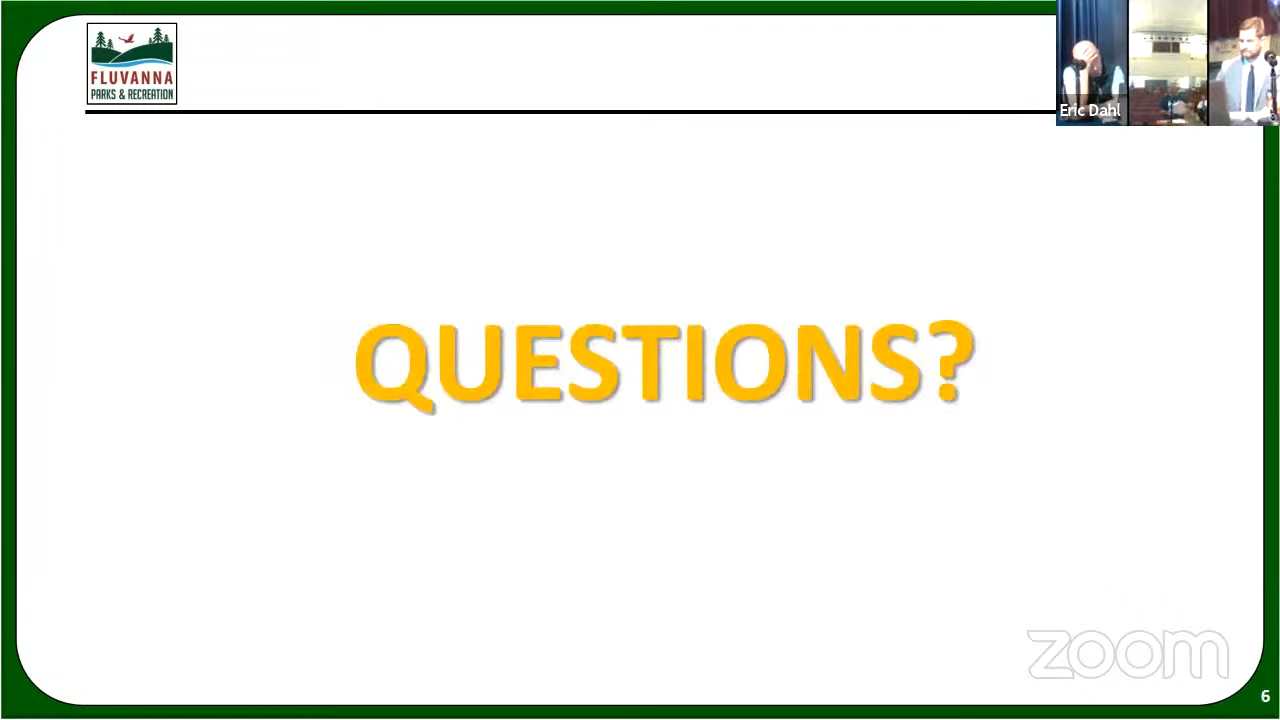 FLUVANNA
PARKS & RECREATION
Eric Dahl
QUESTIONS?
zoom
6